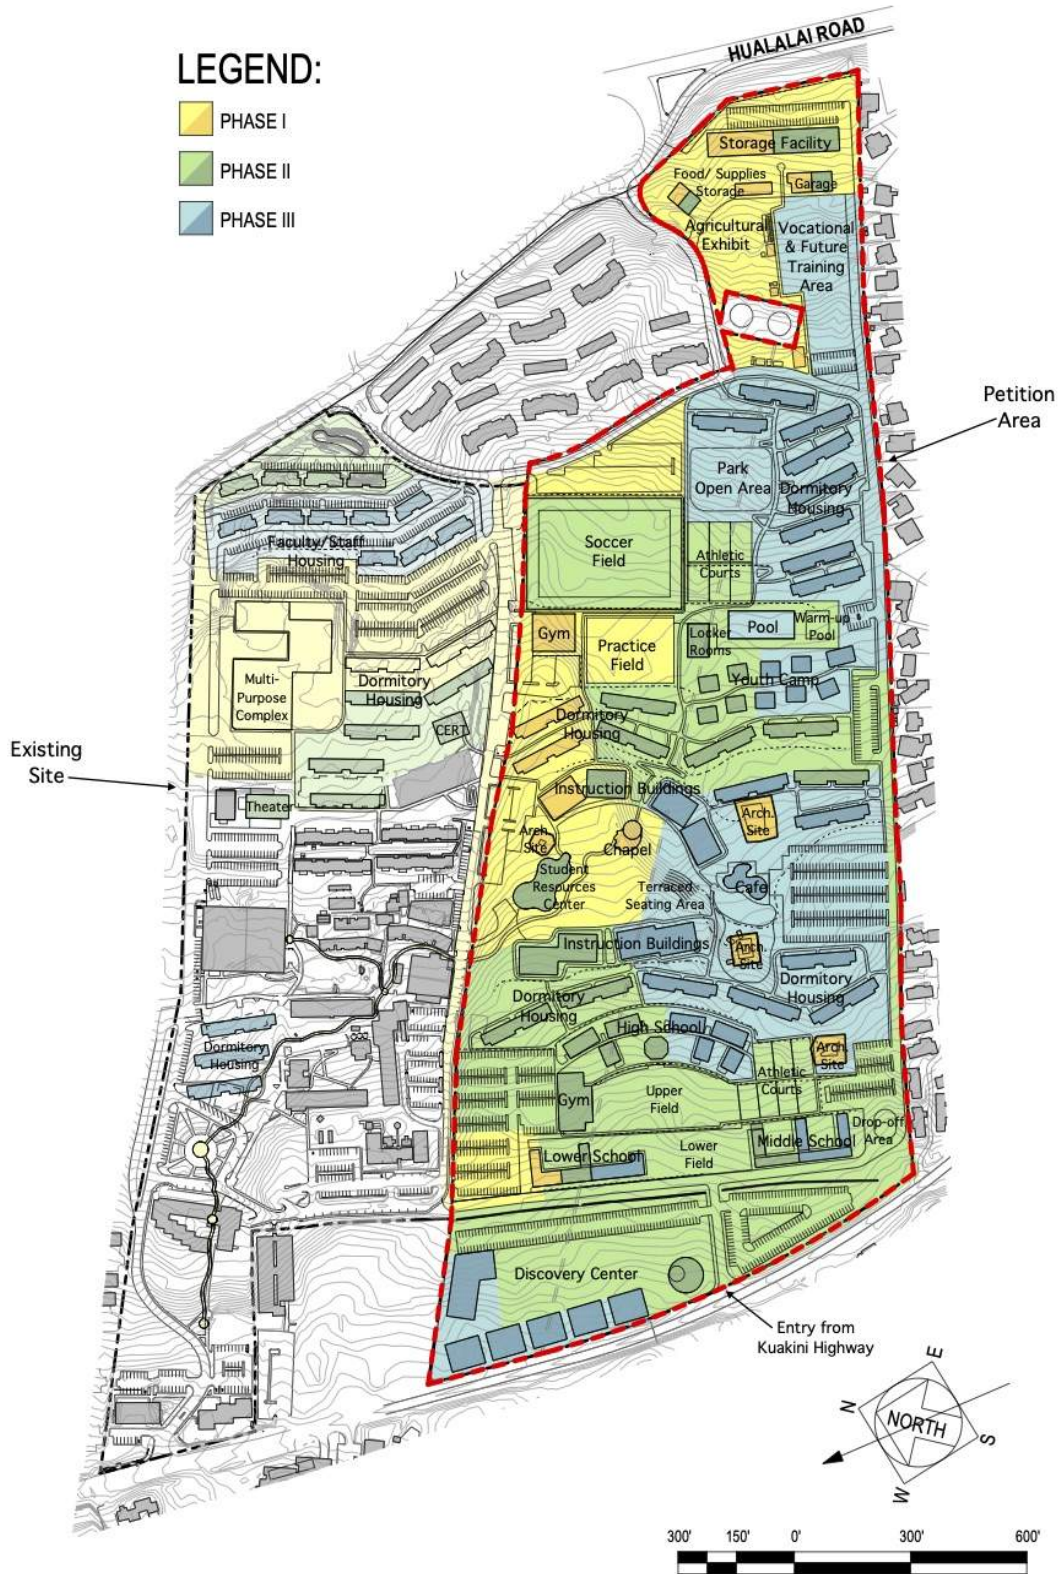 HUALALAI ROAD
LEGEND:
PHASE I
PHASE II
PHASE III
Storage Facility
Food/ Supplies
Storage
Garage
Agricultural
Exhibit
Vocational
& Future
Training
Area
Petition
Area
Park
Open Area
Dormitory
Housing
Soccer
Field
Athletic
Courts
Faculty/Staff
Housing
Gym
Practice
Field
Locker
Rooms
Pool
Warm-up
Pool
Youth Camp
Multi-
Purpose
Complex
Dormitory
Housing
CERT
Dormitory
Housing
Existing
Site
Theater
Instruction Buildings
Arch.
Site
Arch.
Site
Chapel
Student
Resources
Center
Terraced
Seating Area
Cafe
Instruction Buildings
Arch.
Site
Dormitory
Housing
Dormitory
Housing
High School
Dormitory
Housing
Arch.
Site
Athletic
Courts
Gym
Upper
Field
Lower School
Lower
Field
Middle School
Drop-off
Area
Discovery Center
Entry from
Kuakini Highway
E
N
NORTH
S
W
300'
150'
0'
300'
600'